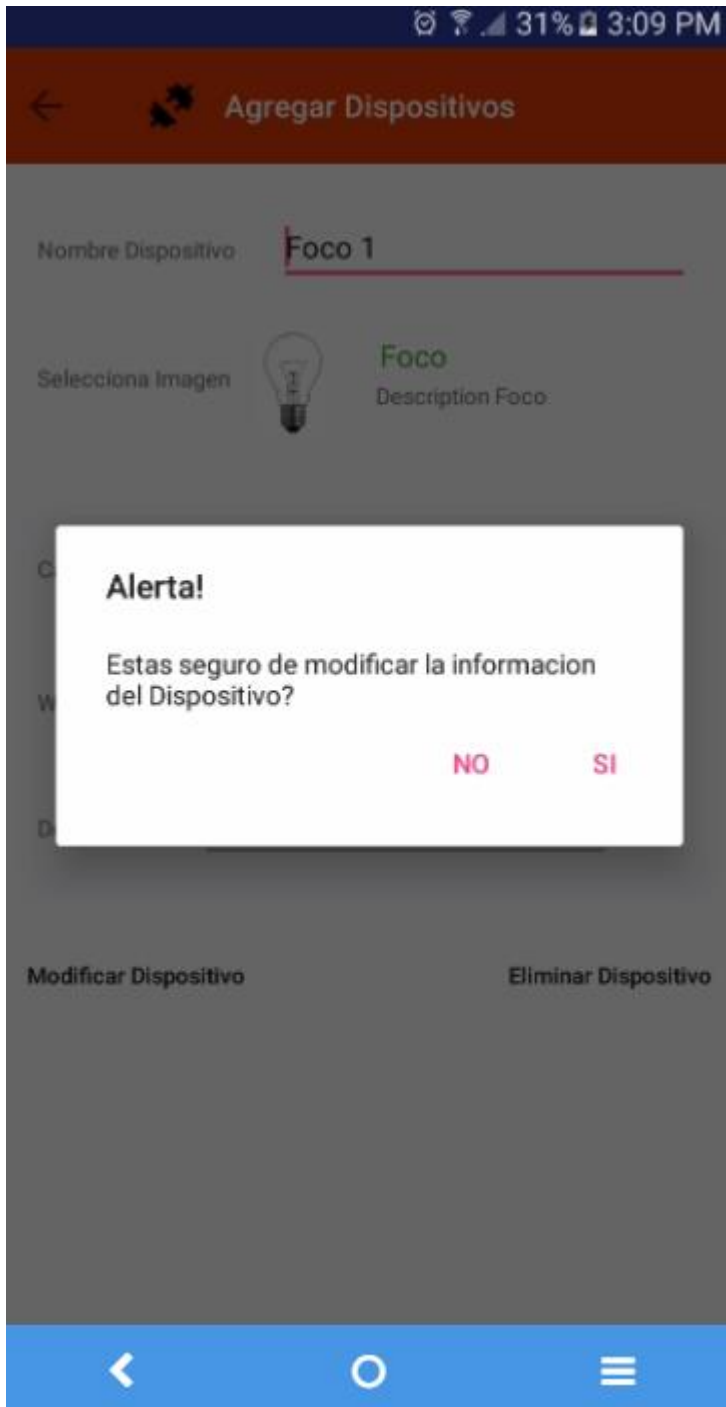 31% 3:09 PM
Agregar Dispositivos
Nombre Dispositivo Foco 1
Selecciona Imagen Foco
Description Foco
Alerta!
Estas seguro de modificar la informacion
del Dispositivo?
NO SI
Modificar Dispositivo Eliminar Dispositivo